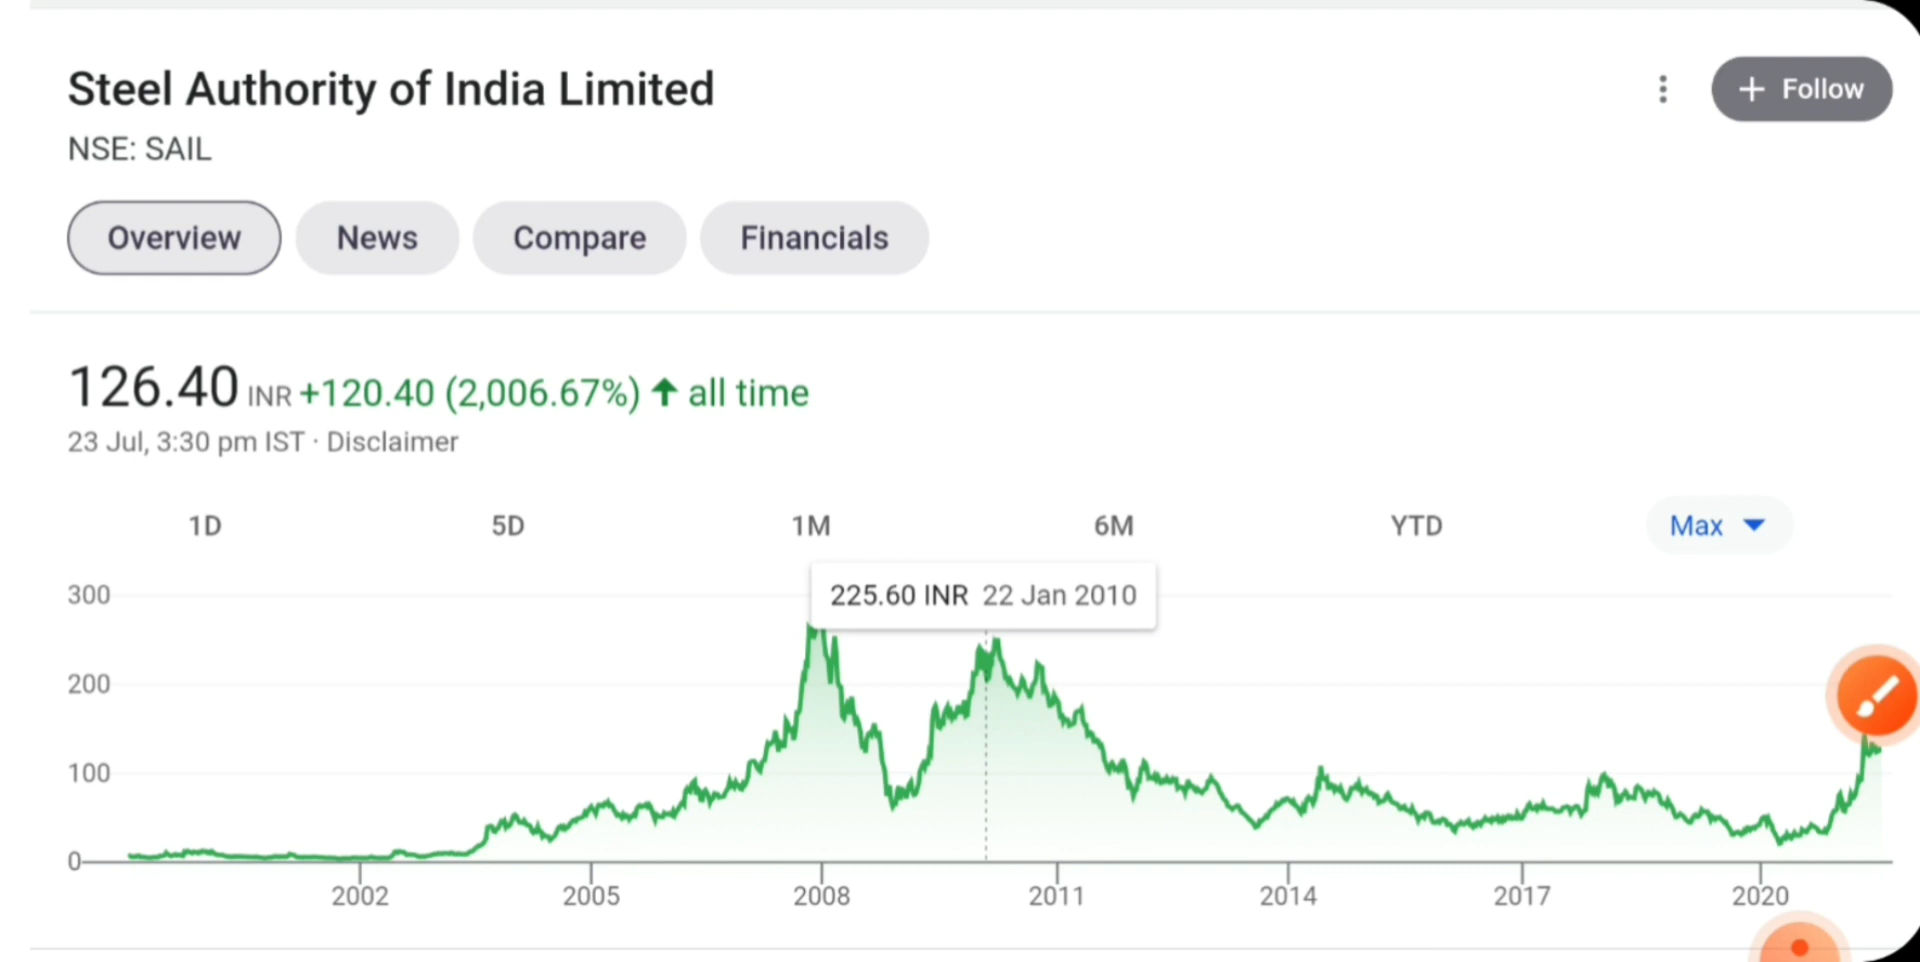 Steel Authority of India Limited
+ Follow
NSE: SAIL
Overview News Compare Financials
126.40 INR +120.40 (2,006.67%) ↑ all time
23 Jul, 3:30 pm IST · Disclaimer
1D 5D 1M 6M YTD Max
225.60 INR 22 Jan 2010
300
200
100
0
2002 2005 2008 2011 2014 2017 2020